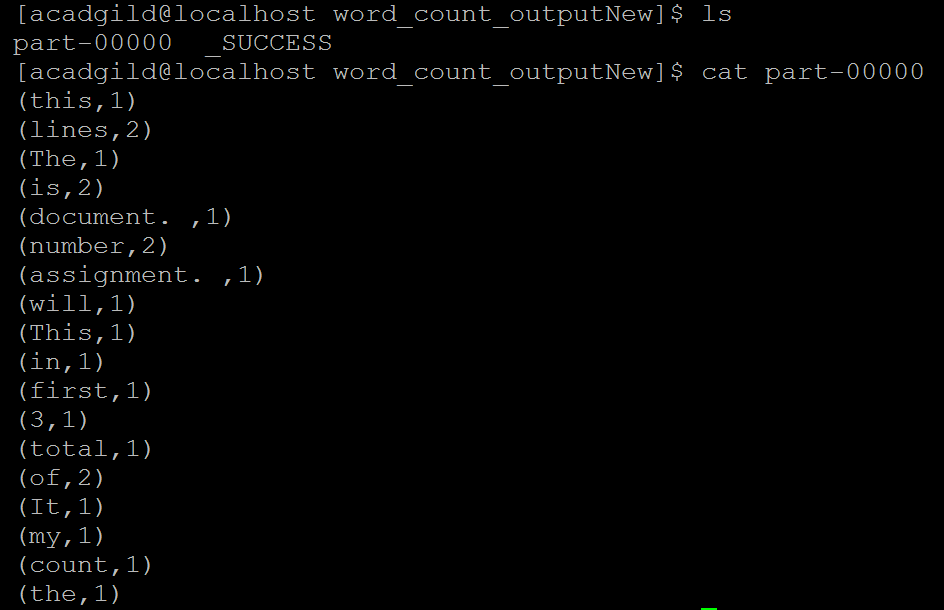 [acadgild@localhost word_count_outputNew]$ ls
part-00000  _SUCCESS
[acadgild@localhost word_count_outputNew]$ cat part-00000
(this,1)
(lines,2)
(The,1)
(is,2)
(document. ,1)
(number,2)
(assignment. ,1)
(will,1)
(This,1)
(in,1)
(first,1)
(3,1)
(total,1)
(of,2)
(It,1)
(my,1)
(count,1)
(the,1)